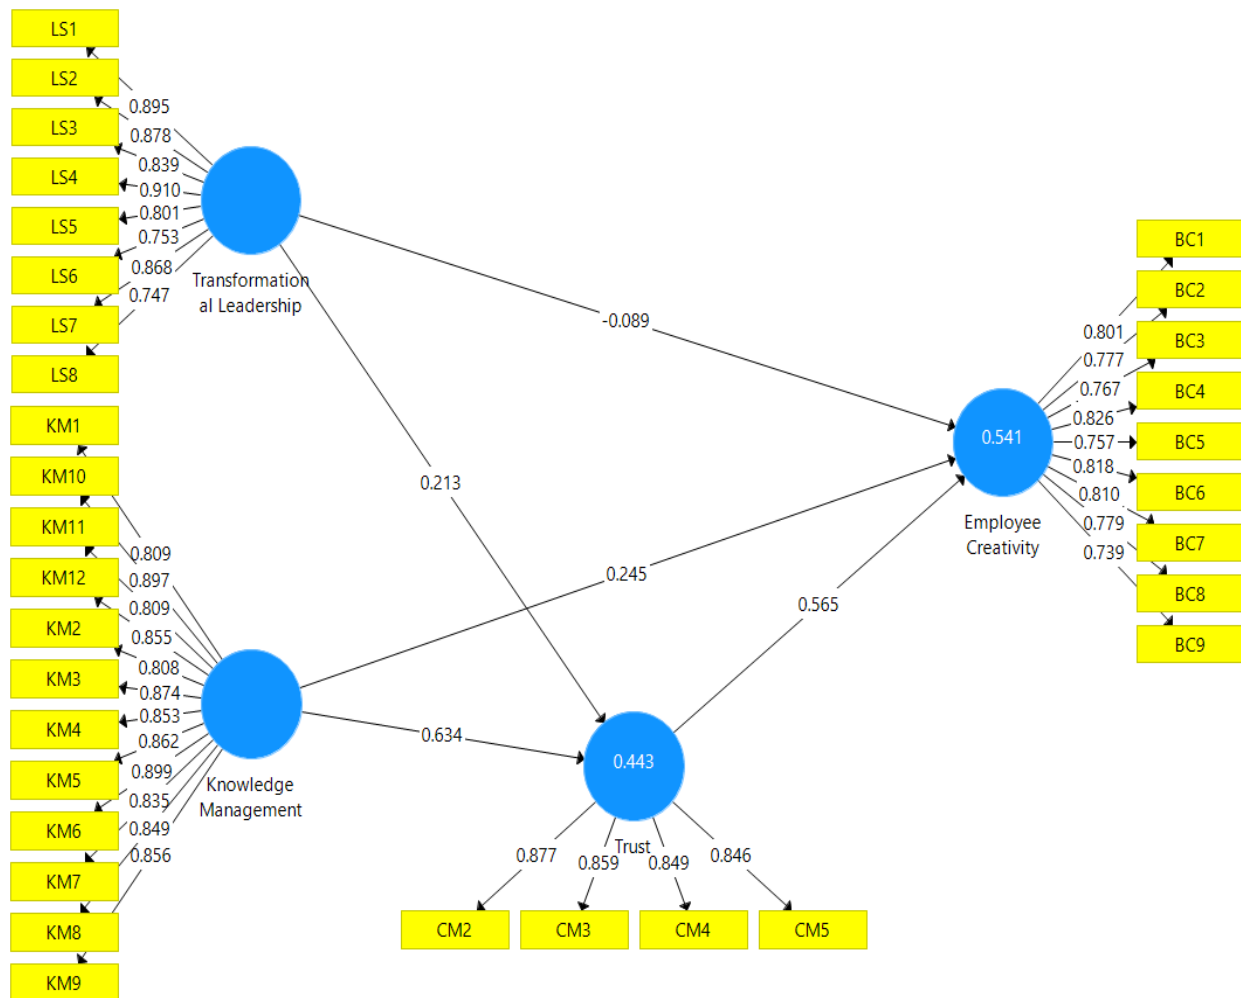 LS1
LS2
LS3
LS4
LS5
LS6
LS7
LS8
0.895
0.878
0.839
0.910
0.801
0.753
0.868
0.747
Transformation
al Leadership
KM1
KM10
KM11
KM12
KM2
KM3
KM4
KM5
KM6
KM7
KM8
KM9
0.809
0.897
0.809
0.855
0.808
0.874
0.853
0.862
0.899
0.835
0.849
0.856
Knowledge
Management
-0.089
0.213
0.245
0.634
0.565
0.443
Trust
0.877
0.859
0.849
0.846
CM2
CM3
CM4
CM5
0.541
Employee
Creativity
0.801
0.777
0.767
0.826
0.757
0.818
0.810
0.779
0.739
BC1
BC2
BC3
BC4
BC5
BC6
BC7
BC8
BC9